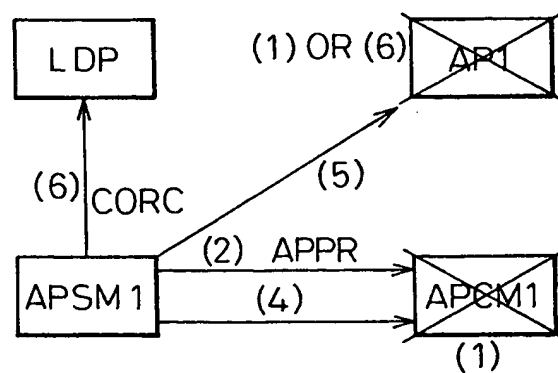 LDP
(1) OR (6)
AP1
(6)
CORC
(5)
(2) APPR
APSM1
(4)
APCM1
(1)